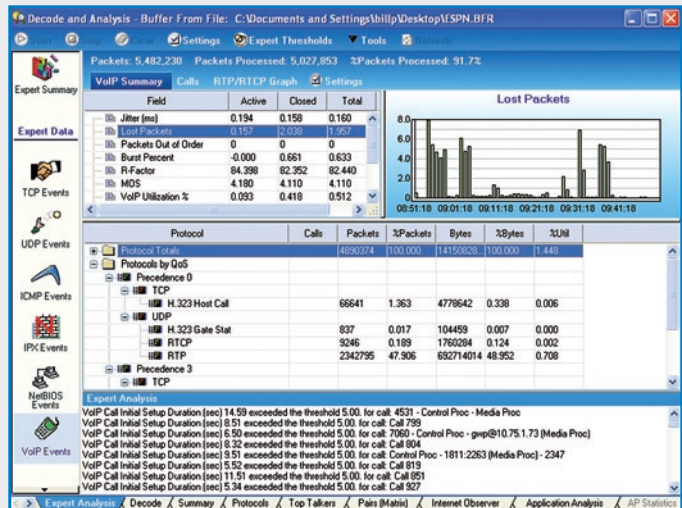 Decode and Analysis - Buffer From File: C:\Documents and Settings\billp\Desktop\ESPN.BFR
Start Stop Clear Settings Expert Thresholds Tools Refresh
Packets: 5,482,230 Packets Processed: 5,027,853 %Packets Processed: 91.7%
VoIP Summary Calls RTP/RTCP Graph Settings
Expert Summary
Expert Data
TCP Events
UDP Events
ICMP Events
IPX Events
NetBIOS
Events
VoIP Events
Field Active Closed Total
Jitter (ms) 0.194 0.158 0.160
Lost Packets 0.157 2.038 1.957
Packets Out of Order 0 0 0
Burst Percent -0.000 0.661 0.633
R-Factor 84.398 82.352 82.440
MOS 4.180 4.110 4.110
VoIP Utilization % 0.093 0.418 0.512
Lost Packets
8.0
6.0
4.0
2.0
0.0
08:51:18 09:01:18 09:11:18 09:21:18 09:31:18 09:41:18
Protocol Calls Packets %Packets Bytes %Bytes %Util
Protocol Totals 4890374 100.000 14150828 100.000 1.448
Protocols by QoS
Precedence 0
TCP
H.323 Host Call 66641 1.363 4778642 0.338 0.006
UDP
H.323 Gate Stat 837 0.017 104459 0.007 0.000
RTCP 9246 0.189 1760284 0.124 0.002
RTP 2342795 47.906 692714014 48.952 0.708
Precedence 3
TCP
Expert Analysis
VoIP Call Initial Setup Duration (sec) 14.59 exceeded the threshold 5.00. for call: 4531 - Control Proc - Media Proc
VoIP Call Initial Setup Duration (sec) 8.51 exceeded the threshold 5.00. for call: Call 799
VoIP Call Initial Setup Duration (sec) 6.50 exceeded the threshold 5.00. for call: 7060 - Control Proc - gwp@10.75.1.73 (Media Proc)
VoIP Call Initial Setup Duration (sec) 8.32 exceeded the threshold 5.00. for call: Call 804
VoIP Call Initial Setup Duration (sec) 9.51 exceeded the threshold 5.00. for call: Control Proc - 1811:2263 (Media Proc) - 2347
VoIP Call Initial Setup Duration (sec) 5.52 exceeded the threshold 5.00. for call: Call 819
VoIP Call Initial Setup Duration (sec) 11.51 exceeded the threshold 5.00. for call: Call 851
VoIP Call Initial Setup Duration (sec) 5.34 exceeded the threshold 5.00. for call: Call 927
Expert Analysis Decode Summary Protocols Top Talkers Pairs (Matrix) Internet Observer Application Analysis AP Statistics